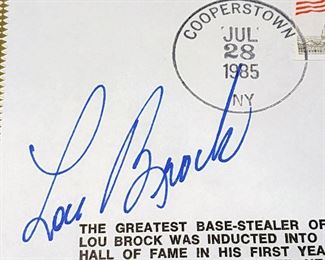 COOPERSTOWN
JUL
28
1985
NY
Lou Brock
THE GREATEST BASE-STEALER OF
LOU BROCK WAS INDUCTED INTO
HALL OF FAME IN HIS FIRST YEA